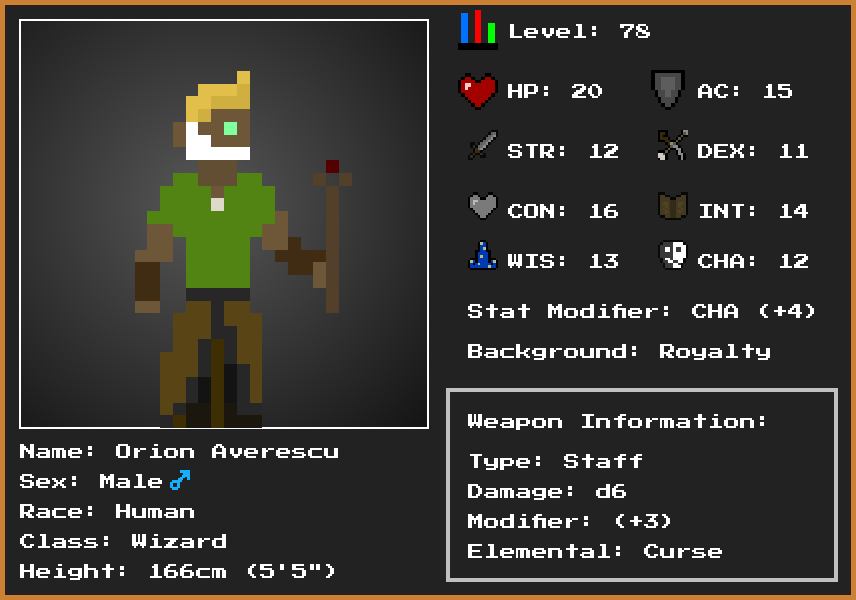 Level: 78
HP: 20
AC: 15
STR: 12
DEX: 11
CON: 16
INT: 14
WIS: 13
CHA: 12
Stat Modifier: CHA (+4)
Background: Royalty
Weapon Information:
Type: Staff
Damage: d6
Modifier: (+3)
Elemental: Curse
Name: Orion Averescu
Sex: Male♂
Race: Human
Class: Wizard
Height: 166cm (5'5")